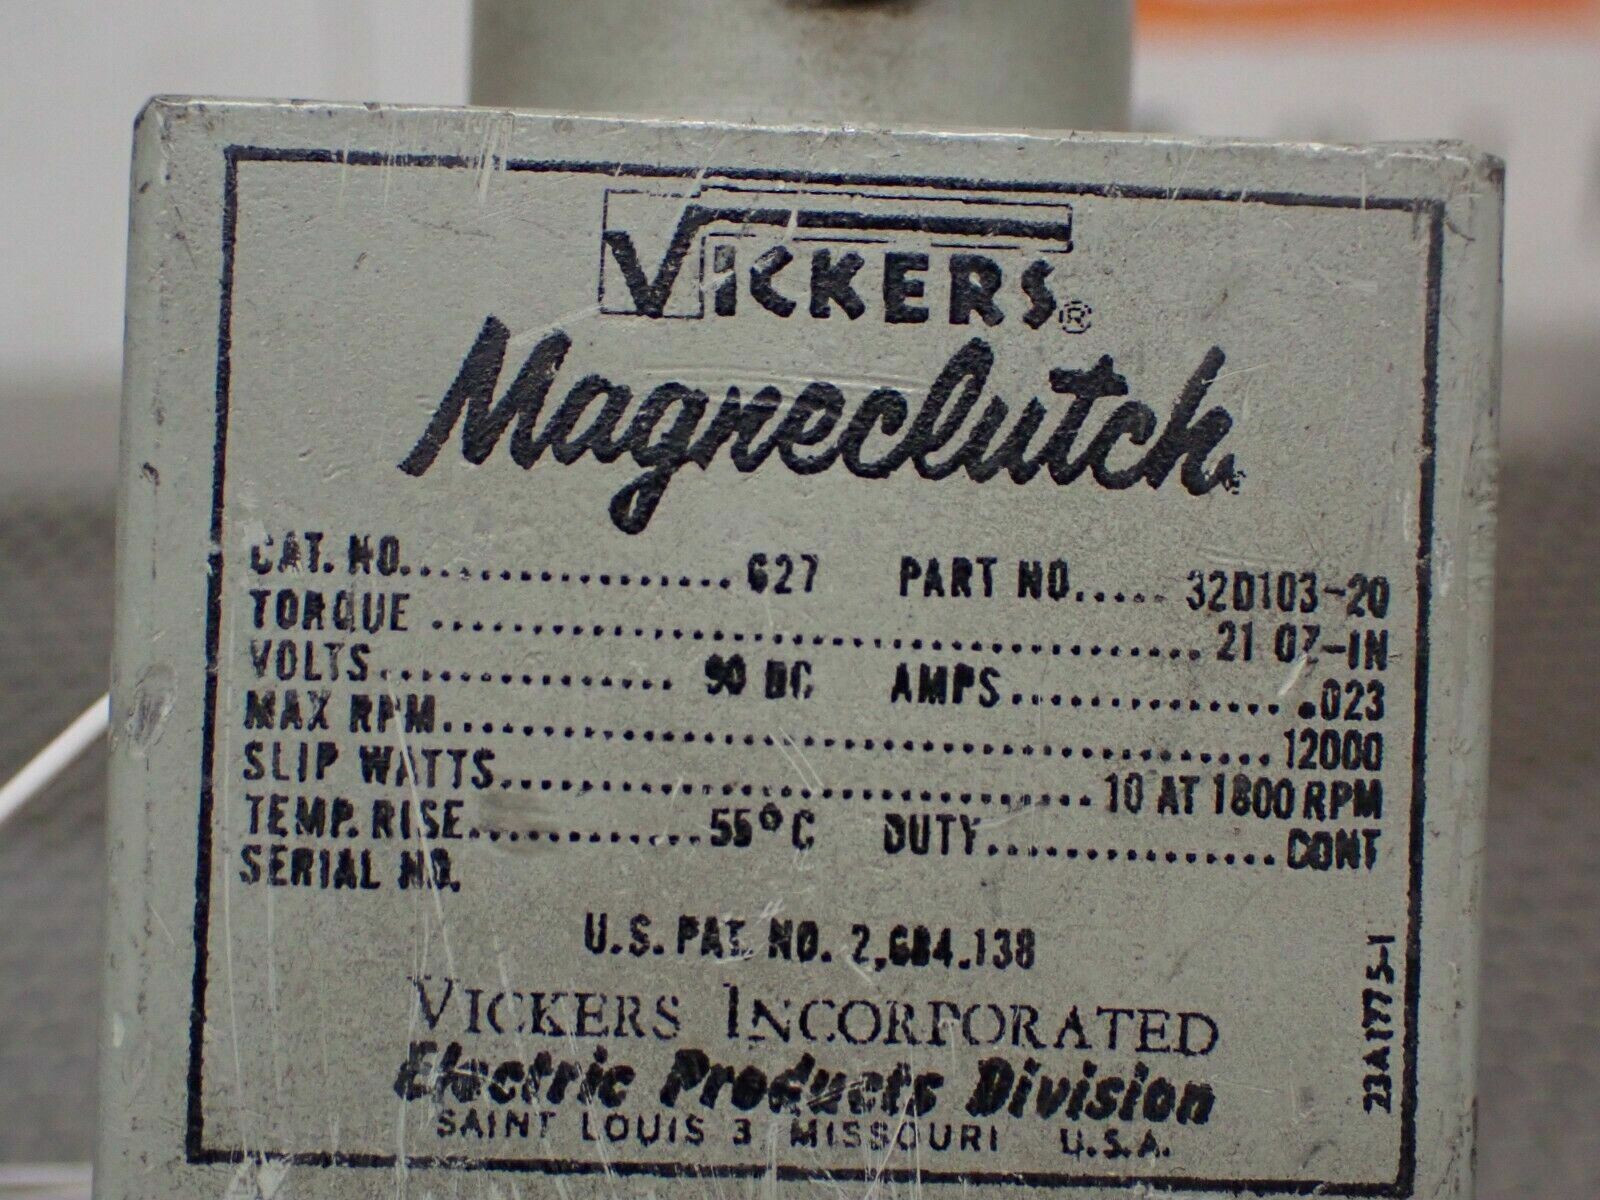 VICKERS®
Magneclutch®
CAT. NO. 627 PART NO. 32D103-20
TORQUE 21 OZ-IN
VOLTS 90 DC AMPS .023
MAX RPM 12000
SLIP WATTS 10 AT 1800 RPM
TEMP. RISE 55°C DUTY CONT
SERIAL NO.
U.S. PAT. NO. 2,684,138
VICKERS INCORPORATED
Electric Products Division
SAINT LOUIS 3 MISSOURI U.S.A.
23A1775-1